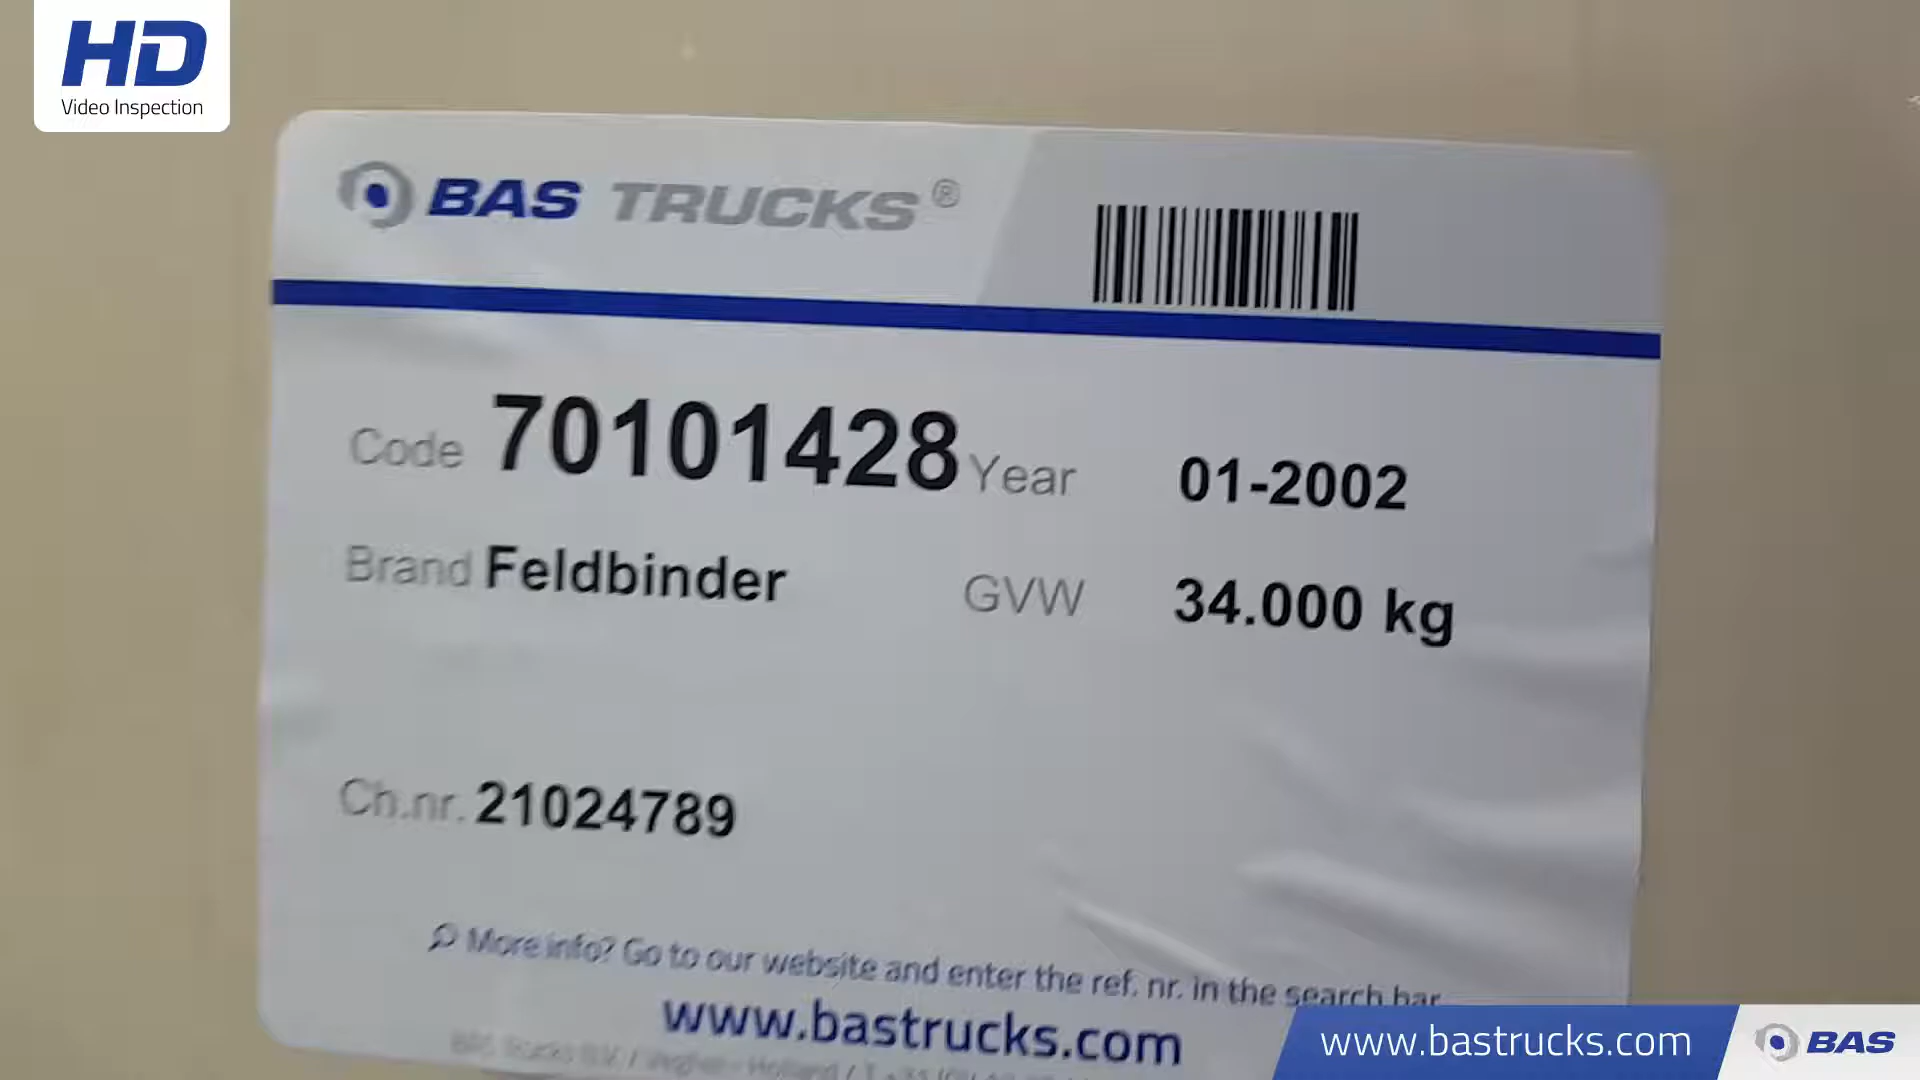 HD
Video Inspection
BAS TRUCKS®
Code 70101428 Year 01-2002
Brand Feldbinder GVW 34.000 kg
Ch.nr. 21024789
More info? Go to our website and enter the ref. nr. in the search bar
www.bastrucks.com
www.bastrucks.com BAS